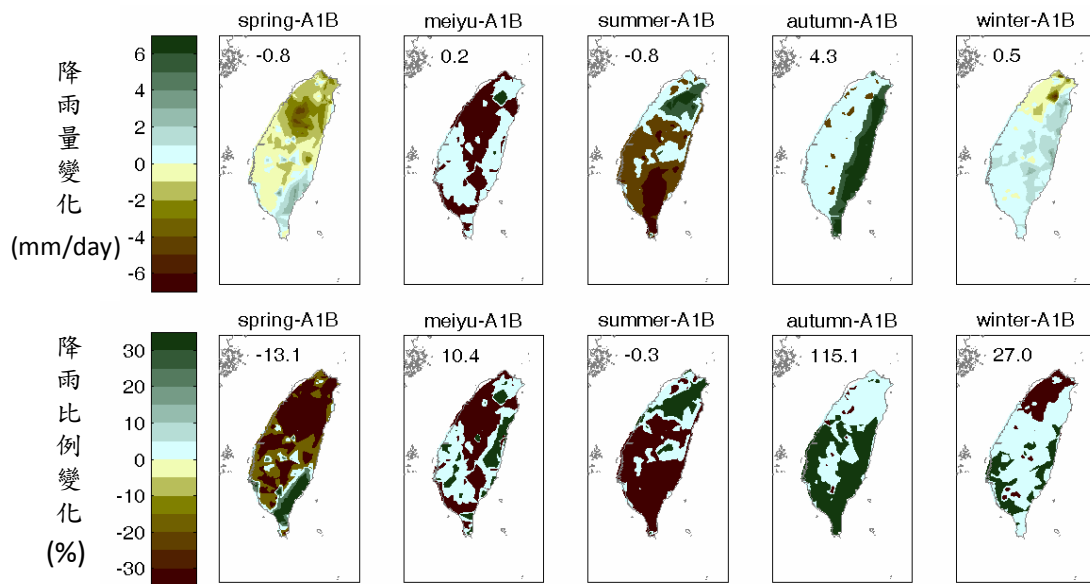 spring-A1B
meiyu-A1B
summer-A1B
autumn-A1B
winter-A1B
-0.8
0.2
-0.8
4.3
0.5
降雨量變化
(mm/day)
6
4
2
0
-2
-4
-6
spring-A1B
meiyu-A1B
summer-A1B
autumn-A1B
winter-A1B
-13.1
10.4
-0.3
115.1
27.0
降雨比例變化
(%)
30
20
10
0
-10
-20
-30